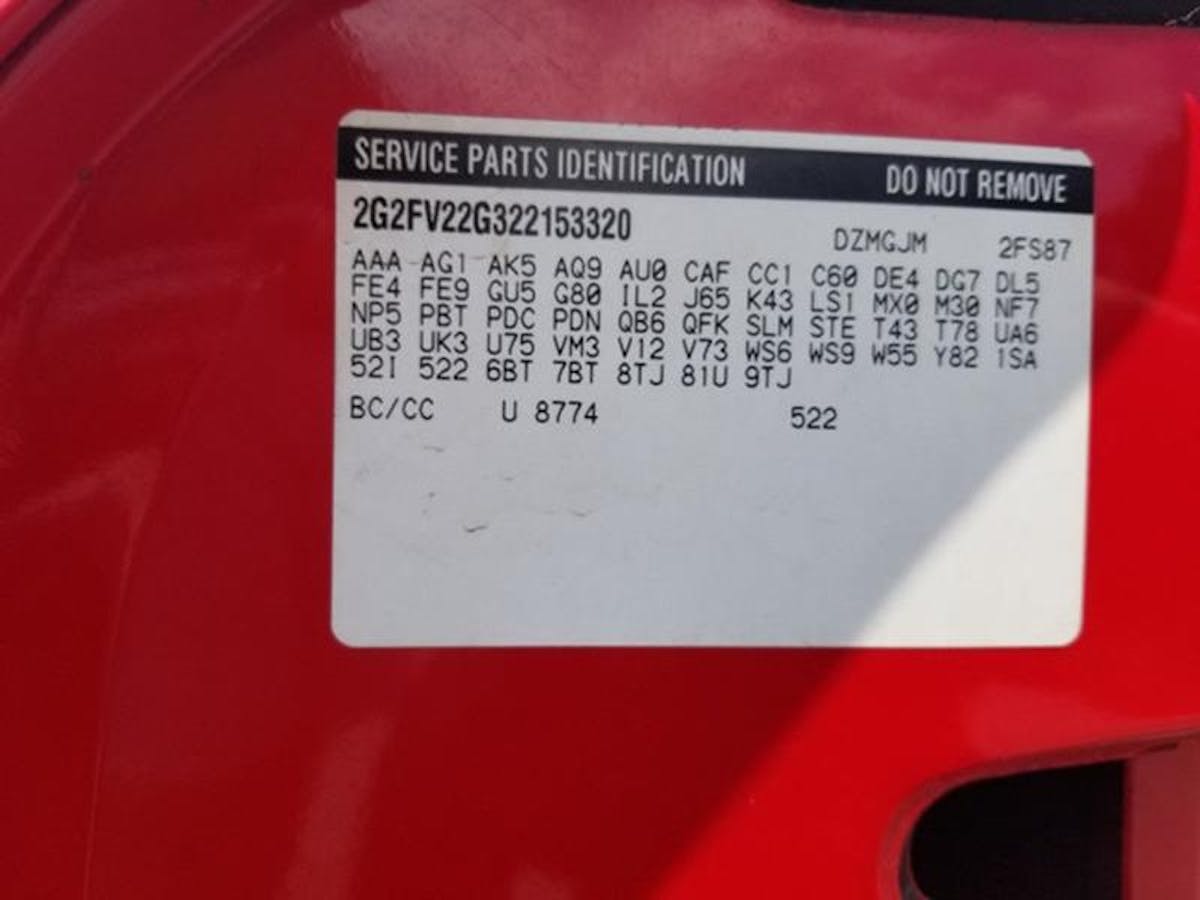 SERVICE PARTS IDENTIFICATION DO NOT REMOVE
2G2FV22G322153320 DZMGJM 2FS87
AAA AG1 AK5 AQ9 AU0 CAF CC1 C60 DE4 DG7 DL5
FE4 FE9 GU5 G80 IL2 J65 K43 LS1 MX0 M30 NF7
NP5 PBT PDC PDN QB6 QFK SLM STE T43 T78 UA6
UB3 UK3 U75 VM3 V12 V73 WS6 WS9 W55 Y82 1SA
52I 522 6BT 7BT 8TJ 81U 9TJ
BC/CC U 8774 522